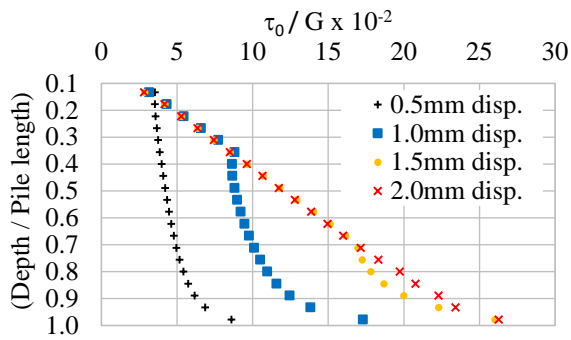 τ₀ / G x 10⁻²
0 5 10 15 20 25 30
(Depth / Pile length)
0.1
0.2
0.3
0.4
0.5
0.6
0.7
0.8
0.9
1.0
0.5mm disp.
1.0mm disp.
1.5mm disp.
2.0mm disp.